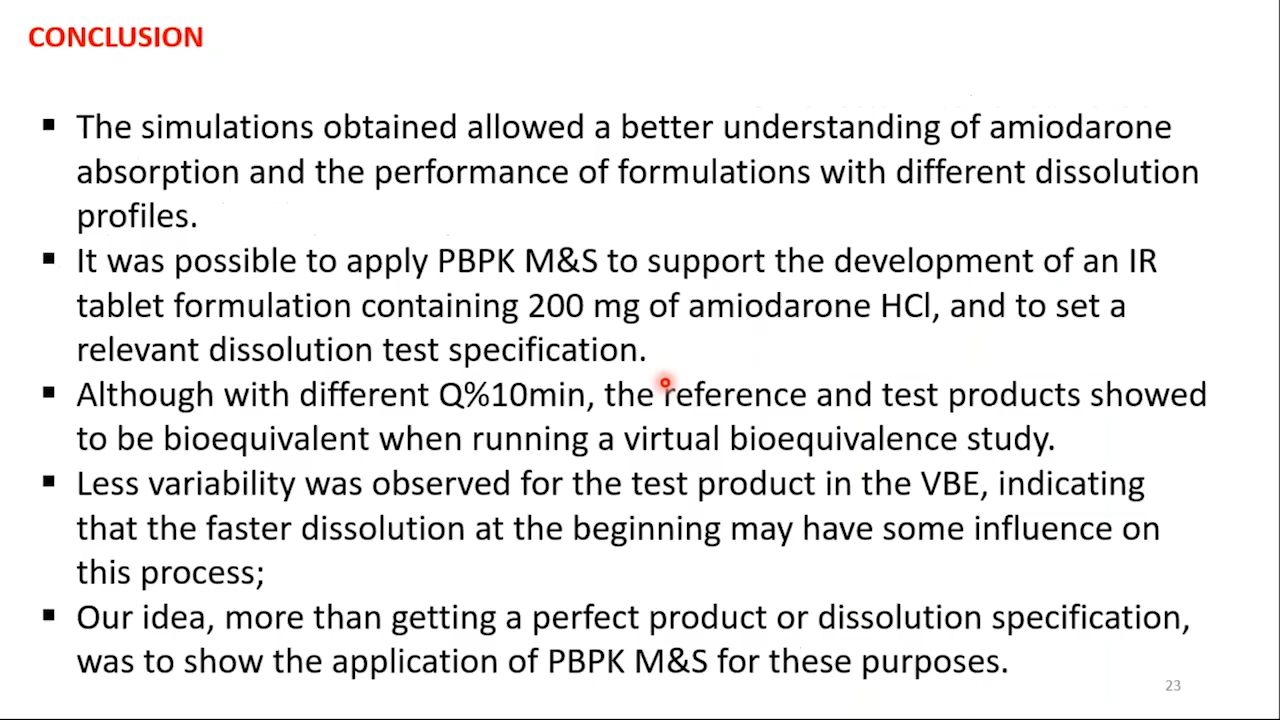 CONCLUSION
▪ The simulations obtained allowed a better understanding of amiodarone
absorption and the performance of formulations with different dissolution
profiles.
▪ It was possible to apply PBPK M&S to support the development of an IR
tablet formulation containing 200 mg of amiodarone HCl, and to set a
relevant dissolution test specification.
▪ Although with different Q%10min, the reference and test products showed
to be bioequivalent when running a virtual bioequivalence study.
▪ Less variability was observed for the test product in the VBE, indicating
that the faster dissolution at the beginning may have some influence on
this process;
▪ Our idea, more than getting a perfect product or dissolution specification,
was to show the application of PBPK M&S for these purposes.
23